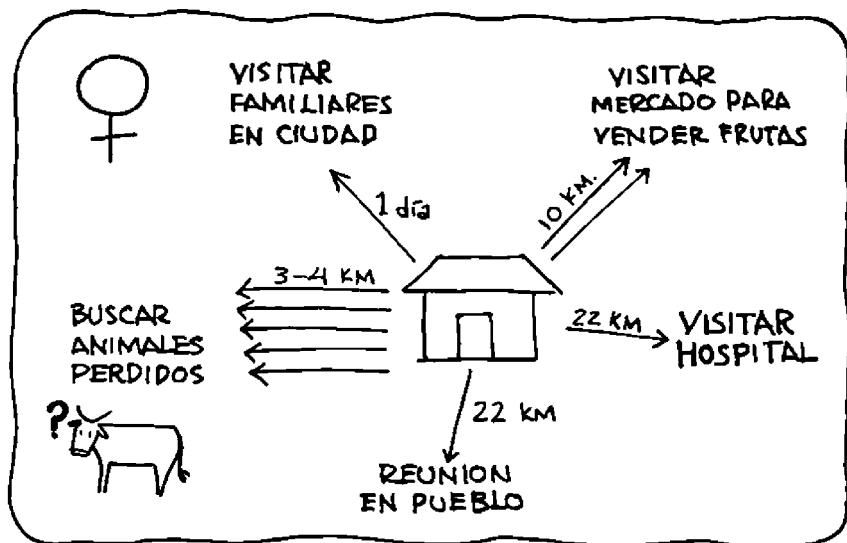 VISITAR
FAMILIARES
EN CIUDAD
VISITAR
MERCADO PARA
VENDER FRUTAS
1 día
10 KM.
3-4 KM
BUSCAR
ANIMALES
PERDIDOS
22 KM
VISITAR
HOSPITAL
?
22 KM
REUNION
EN PUEBLO